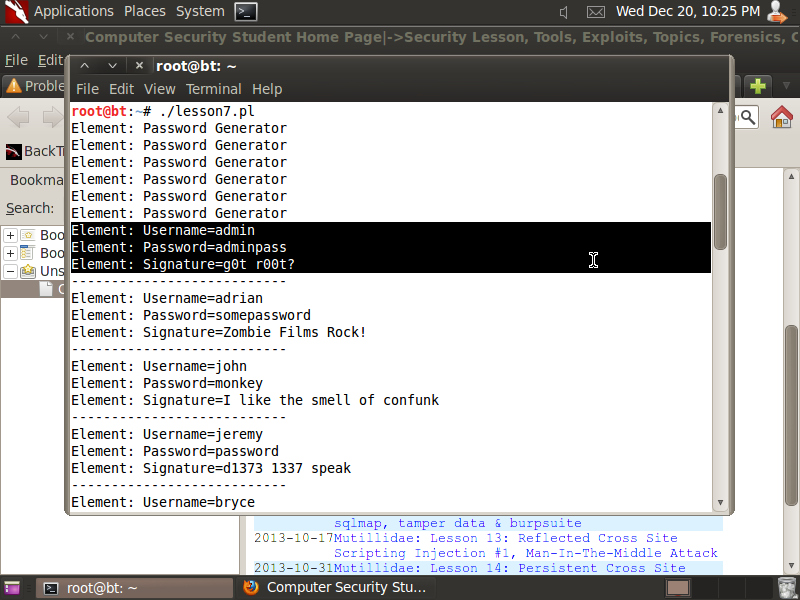 Applications Places System Wed Dec 20, 10:25 PM
Computer Security Student Home Page|->Security Lesson, Tools, Exploits, Topics, Forensics, C
File Edit
root@bt: ~
File Edit View Terminal Help
Proble
BackT
Bookma
Search:
Boo
Boo
Uns
C
root@bt:~# ./lesson7.pl
Element: Password Generator
Element: Password Generator
Element: Password Generator
Element: Password Generator
Element: Password Generator
Element: Password Generator
Element: Username=admin
Element: Password=adminpass
Element: Signature=g0t r00t?
---------------------------
Element: Username=adrian
Element: Password=somepassword
Element: Signature=Zombie Films Rock!
---------------------------
Element: Username=john
Element: Password=monkey
Element: Signature=I like the smell of confunk
---------------------------
Element: Username=jeremy
Element: Password=password
Element: Signature=d1373 1337 speak
---------------------------
Element: Username=bryce
sqlmap, tamper data & burpsuite
2013-10-17Mutillidae: Lesson 13: Reflected Cross Site
Scripting Injection #1, Man-In-The-Middle Attack
2013-10-31Mutillidae: Lesson 14: Persistent Cross Site
root@bt: ~ Computer Security Stu...